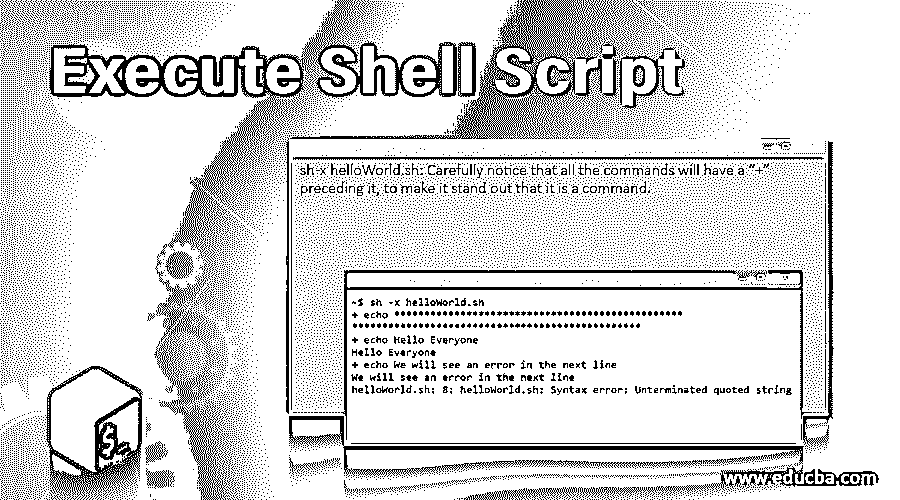 Execute Shell Script
sh-x helloWorld.sh: Carefully notice that all the commands will have a “+”
preceding it, to make it stand out that it is a command.
~$ sh -x helloWorld.sh
+ echo ************************************************
************************************************
+ echo Hello Everyone
Hello Everyone
+ echo We will see an error in the next line
We will see an error in the next line
helloWorld.sh: 8: helloWorld.sh: Syntax error: Unterminated quoted string
$_
www.educba.com